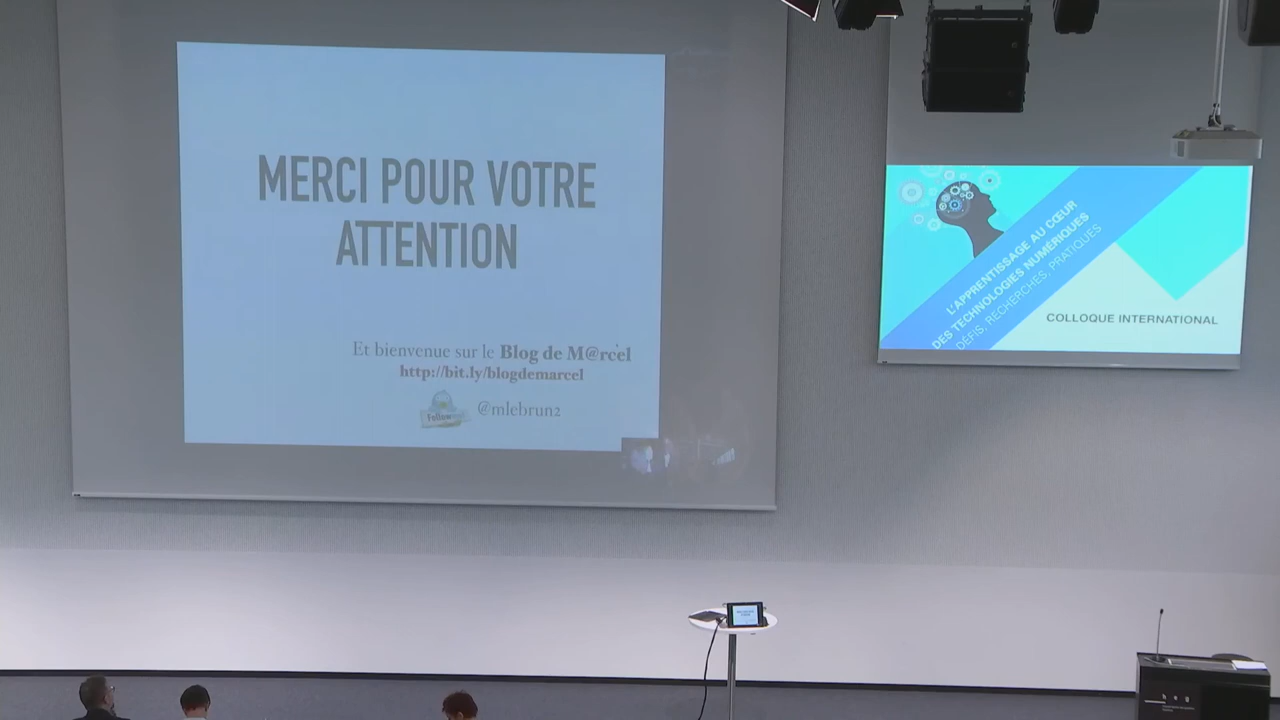 MERCI POUR VOTRE
ATTENTION
Et bienvenue sur le Blog de M@rcel
http://bit.ly/blogdemarcel
Follow
@mlebrun2
L'APPRENTISSAGE AU CŒUR
DES TECHNOLOGIES NUMÉRIQUES
DÉFIS, RECHERCHES, PRATIQUES
COLLOQUE INTERNATIONAL